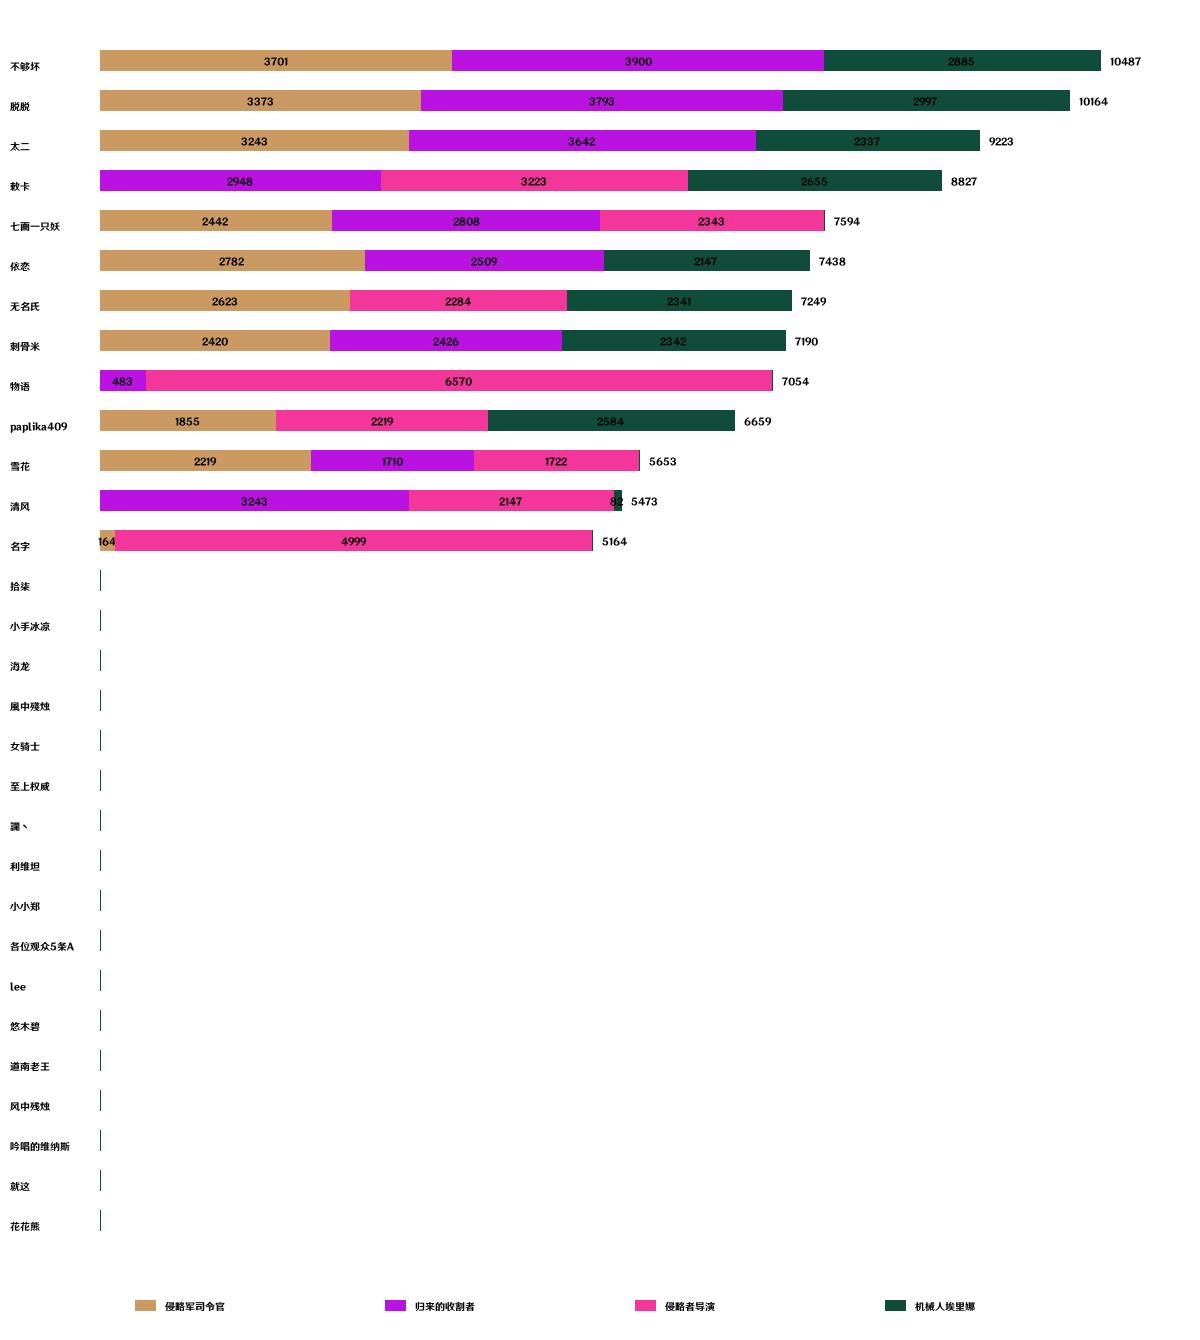 不够坏 3701 3900 2885 10487
脱脱 3373 3793 2997 10164
太二 3243 3642 2337 9223
敕卡 2948 3223 2655 8827
七画一只妖 2442 2808 2343 7594
依恋 2782 2509 2147 7438
无名氏 2623 2284 2341 7249
刺骨米 2420 2426 2342 7190
物语 483 6570 7054
paplika409 1855 2219 2584 6659
雪花 2219 1710 1722 5653
清风 3243 2147 82 5473
名字 164 4999 5164
拾柒
小手冰凉
海龙
風中殘烛
女骑士
至上权威
讕丶
利维坦
小小郑
各位观众5条A
lee
悠木碧
道南老王
风中残烛
吟唱的维纳斯
就这
花花熊
侵略军司令官 归来的收割者 侵略者导演 机械人埃里娜